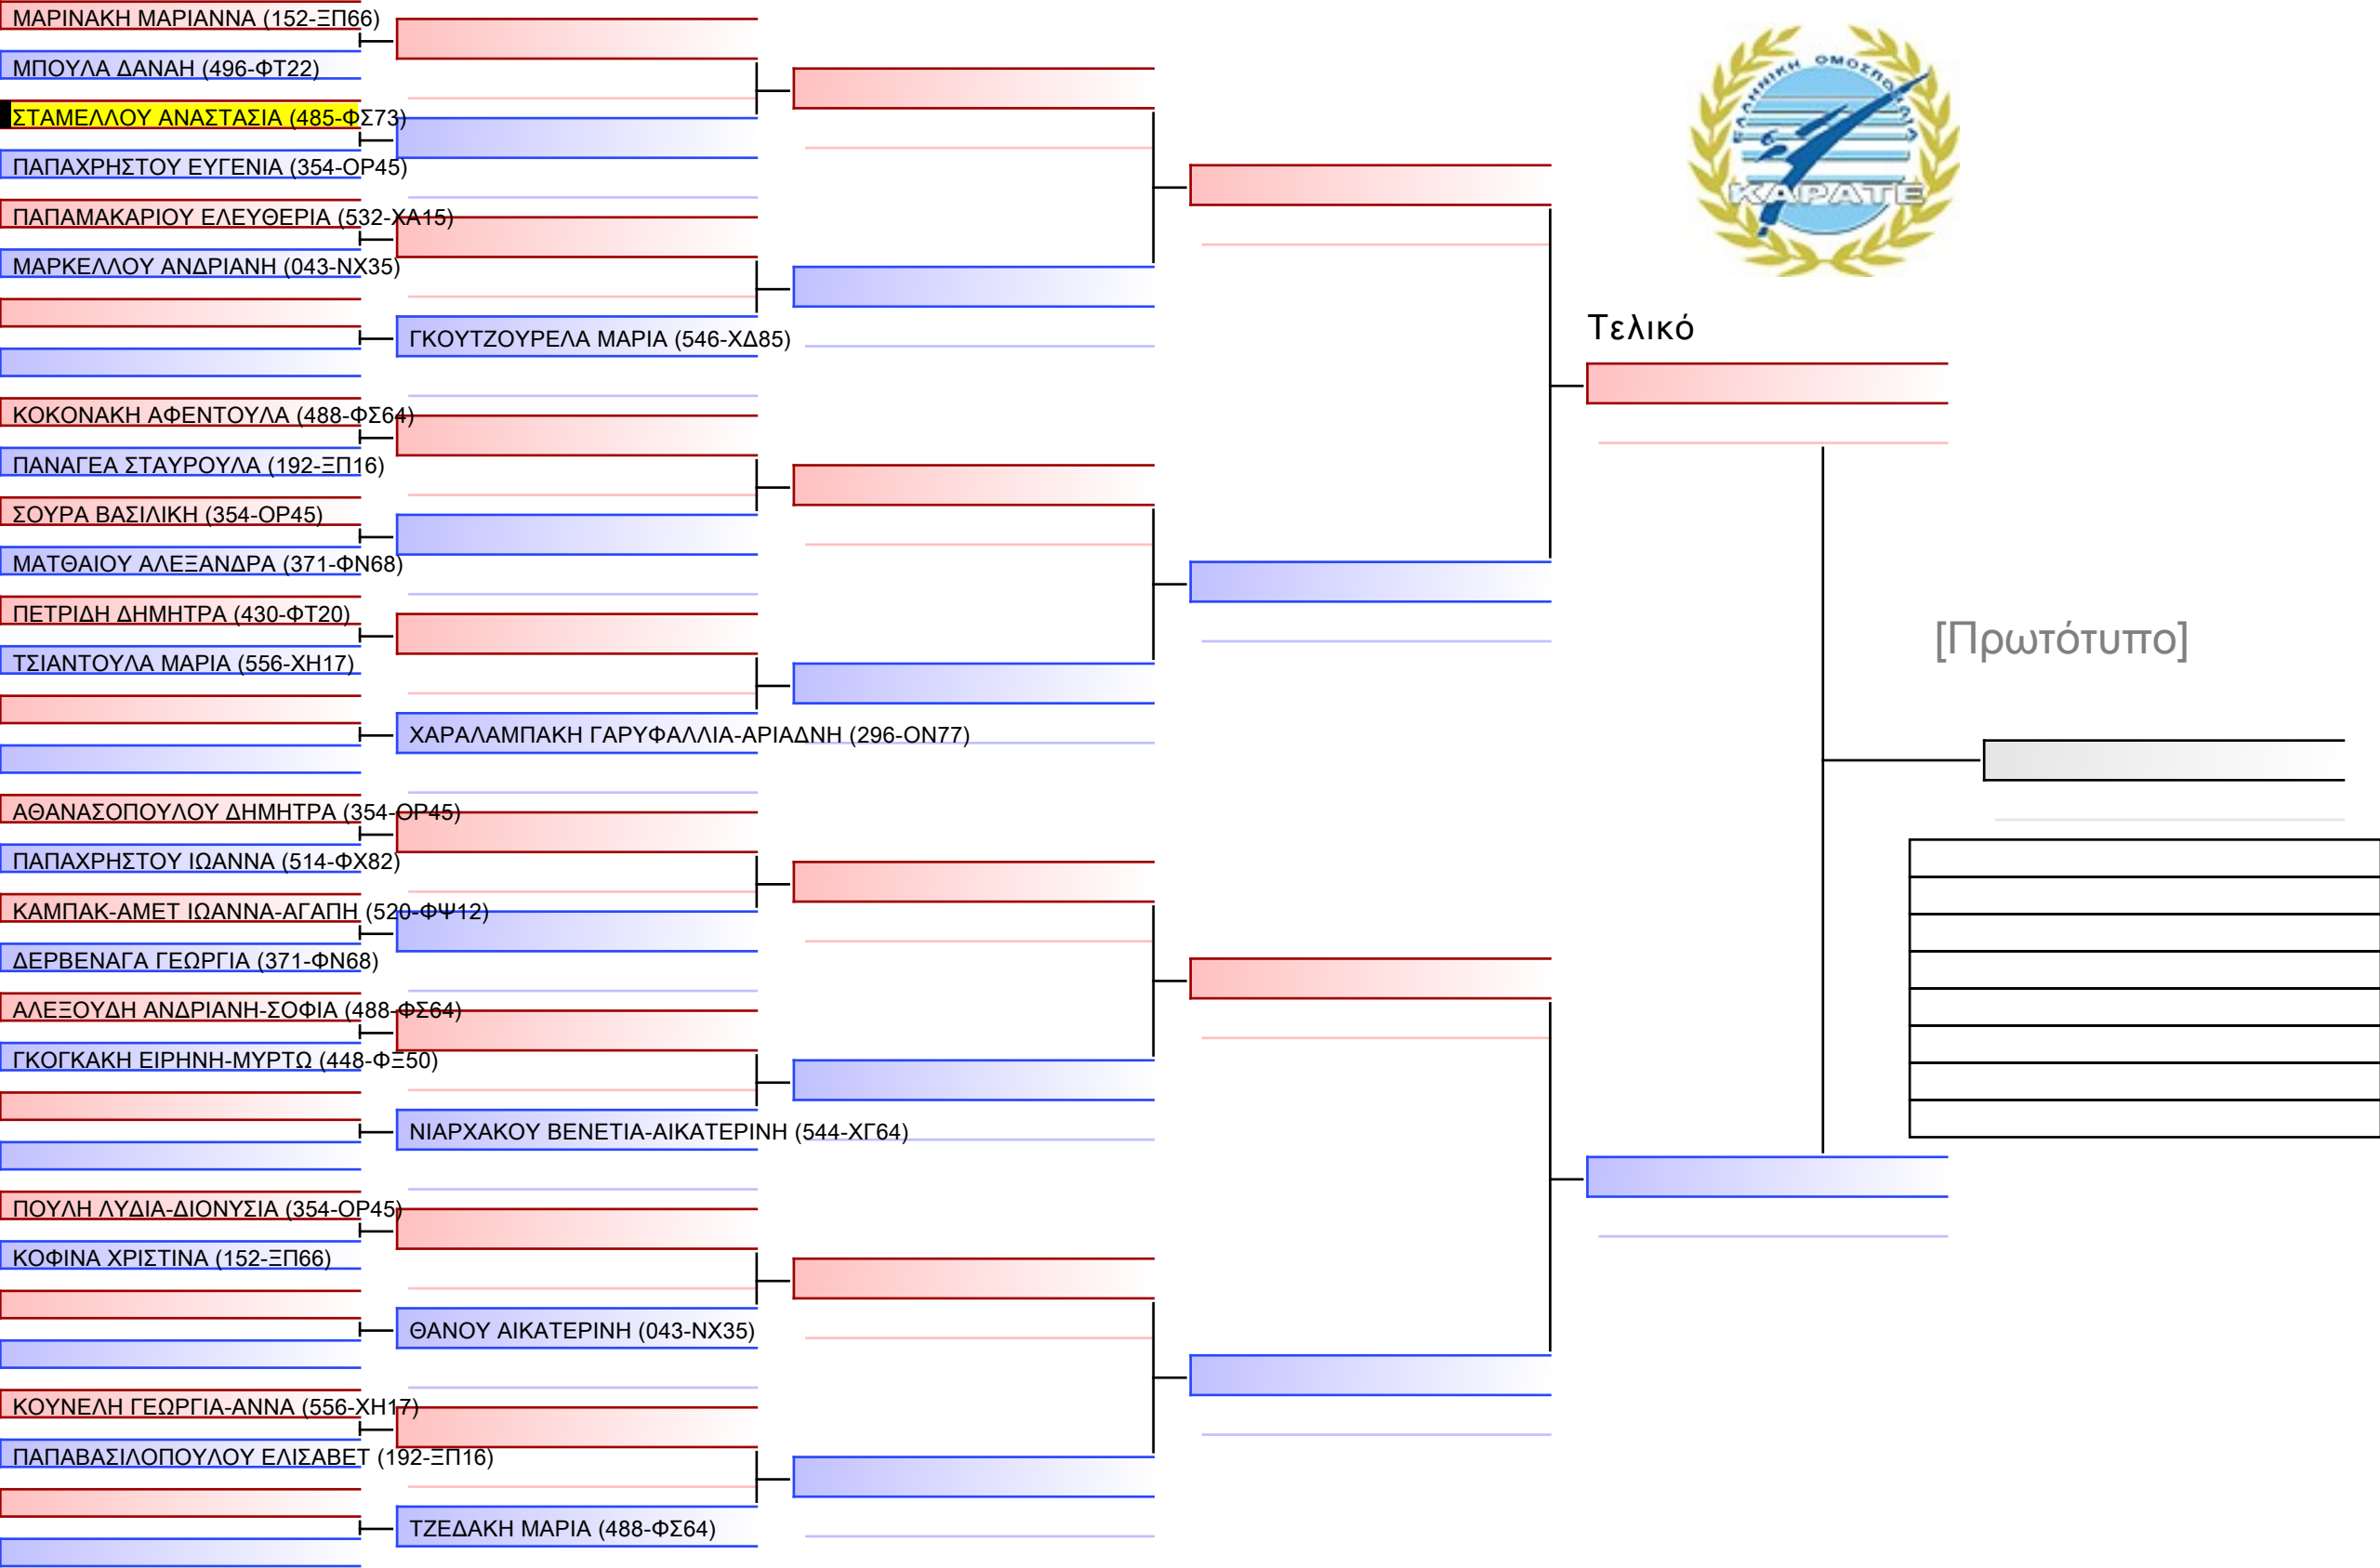 ΜΑΡΙΝΑΚΗ ΜΑΡΙΑΝΝΑ (152-ΞΠ66)
ΜΠΟΥΛΑ ΔΑΝΑΗ (496-ΦΤ22)
ΣΤΑΜΕΛΛΟΥ ΑΝΑΣΤΑΣΙΑ (485-ΦΣ73)
ΠΑΠΑΧΡΗΣΤΟΥ ΕΥΓΕΝΙΑ (354-ΟΡ45)
ΠΑΠΑΜΑΚΑΡΙΟΥ ΕΛΕΥΘΕΡΙΑ (532-ΧΑ15)
ΜΑΡΚΕΛΛΟΥ ΑΝΔΡΙΑΝΗ (043-ΝΧ35)
ΓΚΟΥΤΖΟΥΡΕΛΑ ΜΑΡΙΑ (546-ΧΔ85)
ΚΟΚΟΝΑΚΗ ΑΦΕΝΤΟΥΛΑ (488-ΦΣ64)
ΠΑΝΑΓΕΑ ΣΤΑΥΡΟΥΛΑ (192-ΞΠ16)
ΣΟΥΡΑ ΒΑΣΙΛΙΚΗ (354-ΟΡ45)
ΜΑΤΘΑΙΟΥ ΑΛΕΞΑΝΔΡΑ (371-ΦΝ68)
ΠΕΤΡΙΔΗ ΔΗΜΗΤΡΑ (430-ΦΤ20)
ΤΣΙΑΝΤΟΥΛΑ ΜΑΡΙΑ (556-ΧΗ17)
ΧΑΡΑΛΑΜΠΑΚΗ ΓΑΡΥΦΑΛΛΙΑ-ΑΡΙΑΔΝΗ (296-ΟΝ77)
ΑΘΑΝΑΣΟΠΟΥΛΟΥ ΔΗΜΗΤΡΑ (354-ΟΡ45)
ΠΑΠΑΧΡΗΣΤΟΥ ΙΩΑΝΝΑ (514-ΦΧ82)
ΚΑΜΠΑΚ-ΑΜΕΤ ΙΩΑΝΝΑ-ΑΓΑΠΗ (520-ΦΨ12)
ΔΕΡΒΕΝΑΓΑ ΓΕΩΡΓΙΑ (371-ΦΝ68)
ΑΛΕΞΟΥΔΗ ΑΝΔΡΙΑΝΗ-ΣΟΦΙΑ (488-ΦΣ64)
ΓΚΟΓΚΑΚΗ ΕΙΡΗΝΗ-ΜΥΡΤΩ (448-ΦΞ50)
ΝΙΑΡΧΑΚΟΥ ΒΕΝΕΤΙΑ-ΑΙΚΑΤΕΡΙΝΗ (544-ΧΓ64)
ΠΟΥΛΗ ΛΥΔΙΑ-ΔΙΟΝΥΣΙΑ (354-ΟΡ45)
ΚΟΦΙΝΑ ΧΡΙΣΤΙΝΑ (152-ΞΠ66)
ΘΑΝΟΥ ΑΙΚΑΤΕΡΙΝΗ (043-ΝΧ35)
ΚΟΥΝΕΛΗ ΓΕΩΡΓΙΑ-ΑΝΝΑ (556-ΧΗ17)
ΠΑΠΑΒΑΣΙΛΟΠΟΥΛΟΥ ΕΛΙΣΑΒΕΤ (192-ΞΠ16)
ΤΖΕΔΑΚΗ ΜΑΡΙΑ (488-ΦΣ64)
ΕΛΛΗΝΙΚΗ ΟΜΟΣΠΟΝΔΙΑ
ΚΑΡΑΤΕ
Τελικό
[Πρωτότυπο]